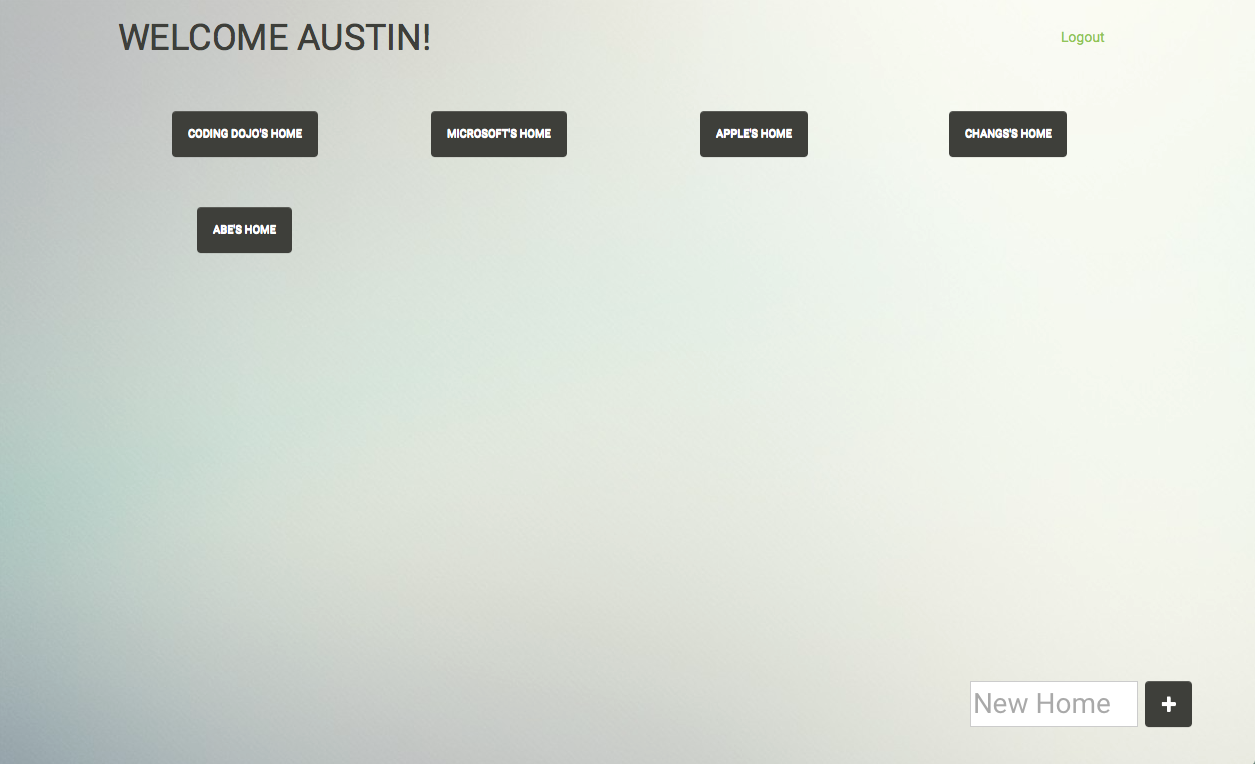 WELCOME AUSTIN!
Logout
CODING DOJO'S HOME
MICROSOFT'S HOME
APPLE'S HOME
CHANGS'S HOME
ABE'S HOME
New Home
+